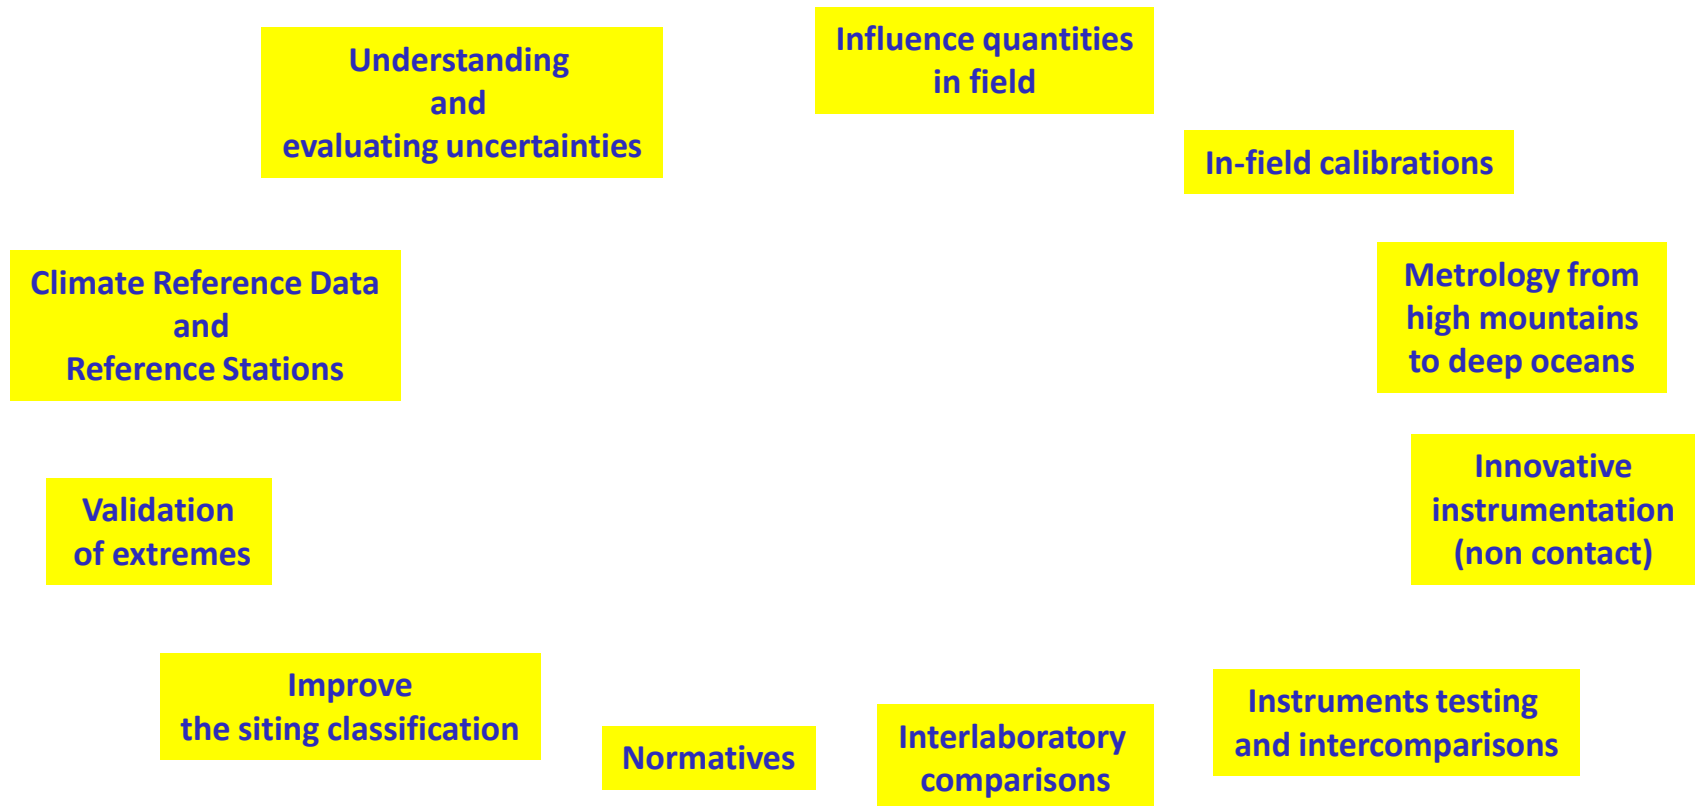 Understanding
and
evaluating uncertainties
Influence quantities
in field
In-field calibrations
Climate Reference Data
and
Reference Stations
Metrology from
high mountains
to deep oceans
Validation
of extremes
Innovative
instrumentation
(non contact)
Improve
the siting classification
Normatives
Interlaboratory
comparisons
Instruments testing
and intercomparisons